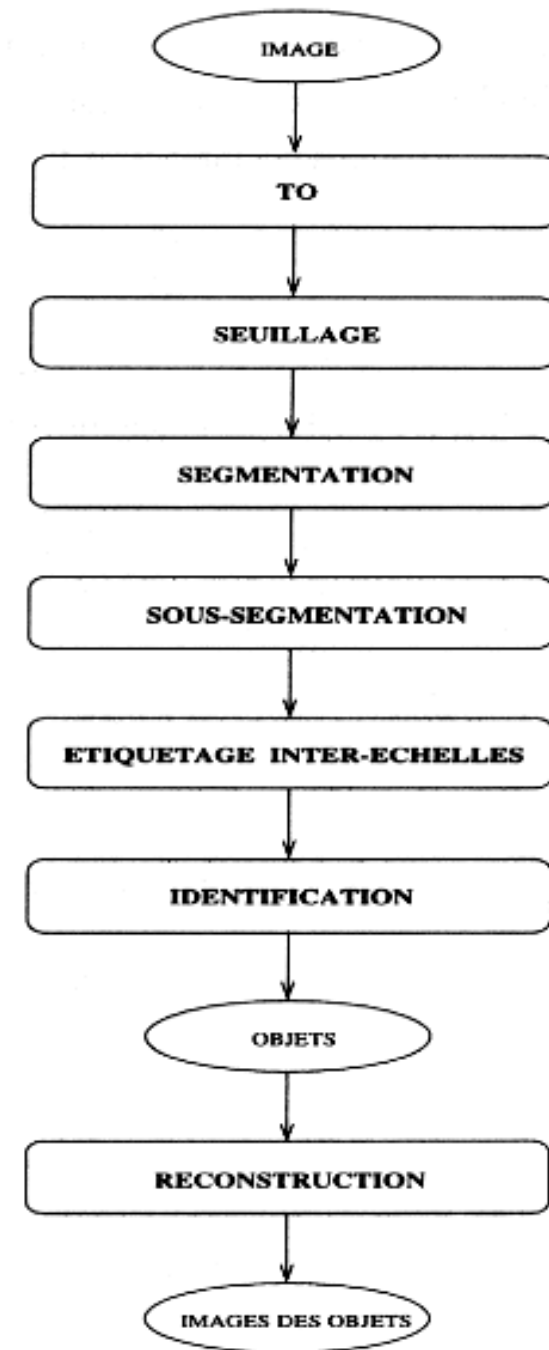 IMAGE
TO
SEUILLAGE
SEGMENTATION
SOUS-SEGMENTATION
ETIQUETAGE INTER-ECHELLES
IDENTIFICATION
OBJETS
RECONSTRUCTION
IMAGES DES OBJETS